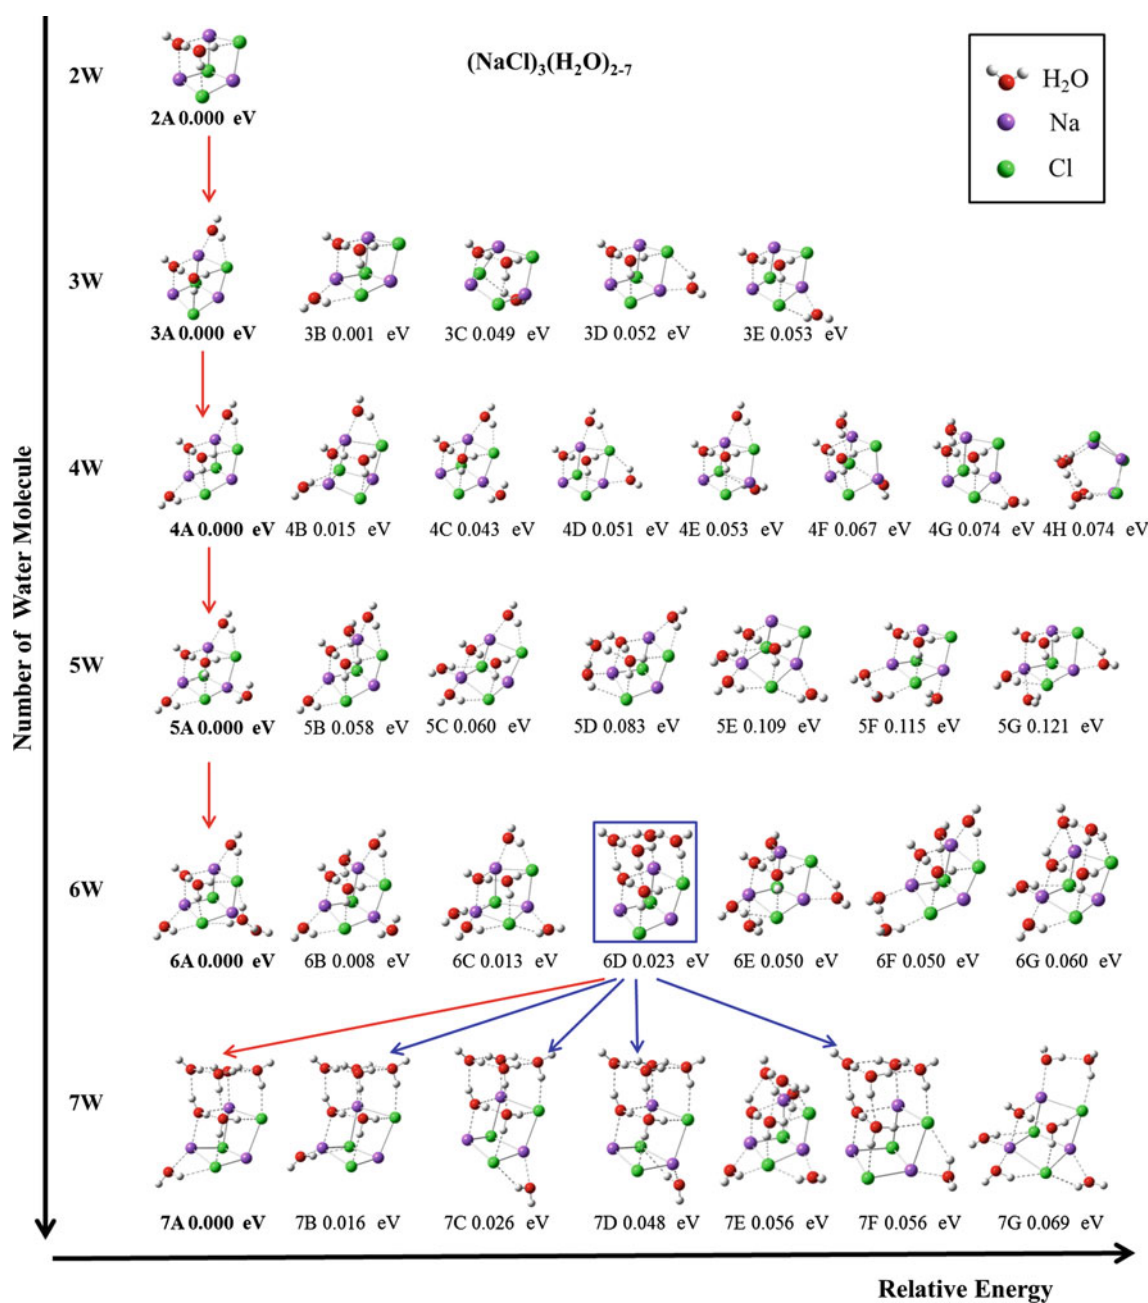 2W
(NaCl)₃(H₂O)₂₋₇
H₂O
Na
Cl
2A 0.000 eV
3W
3A 0.000 eV
3B 0.001 eV
3C 0.049 eV
3D 0.052 eV
3E 0.053 eV
4W
4A 0.000 eV
4B 0.015 eV
4C 0.043 eV
4D 0.051 eV
4E 0.053 eV
4F 0.067 eV
4G 0.074 eV
4H 0.074 eV
5W
5A 0.000 eV
5B 0.058 eV
5C 0.060 eV
5D 0.083 eV
5E 0.109 eV
5F 0.115 eV
5G 0.121 eV
6W
6A 0.000 eV
6B 0.008 eV
6C 0.013 eV
6D 0.023 eV
6E 0.050 eV
6F 0.050 eV
6G 0.060 eV
7W
7A 0.000 eV
7B 0.016 eV
7C 0.026 eV
7D 0.048 eV
7E 0.056 eV
7F 0.056 eV
7G 0.069 eV
Number of Water Molecule
Relative Energy